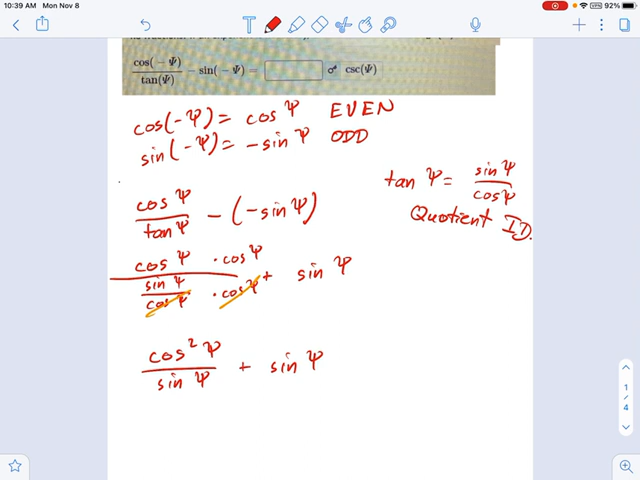 10:39 AM Mon Nov 8
92%
cos(−Ψ)/tan(Ψ) − sin(−Ψ) = csc(Ψ)
cos(-Ψ) = cos Ψ EVEN
sin(-Ψ) = - sin Ψ ODD
tan Ψ = sin Ψ / cos Ψ
Quotient I.D.
cos Ψ / tan Ψ - (- sin Ψ)
cos Ψ · cos Ψ / (sin Ψ / cos Ψ · cos Ψ) + sin Ψ
cos² Ψ / sin Ψ + sin Ψ
1
/
4